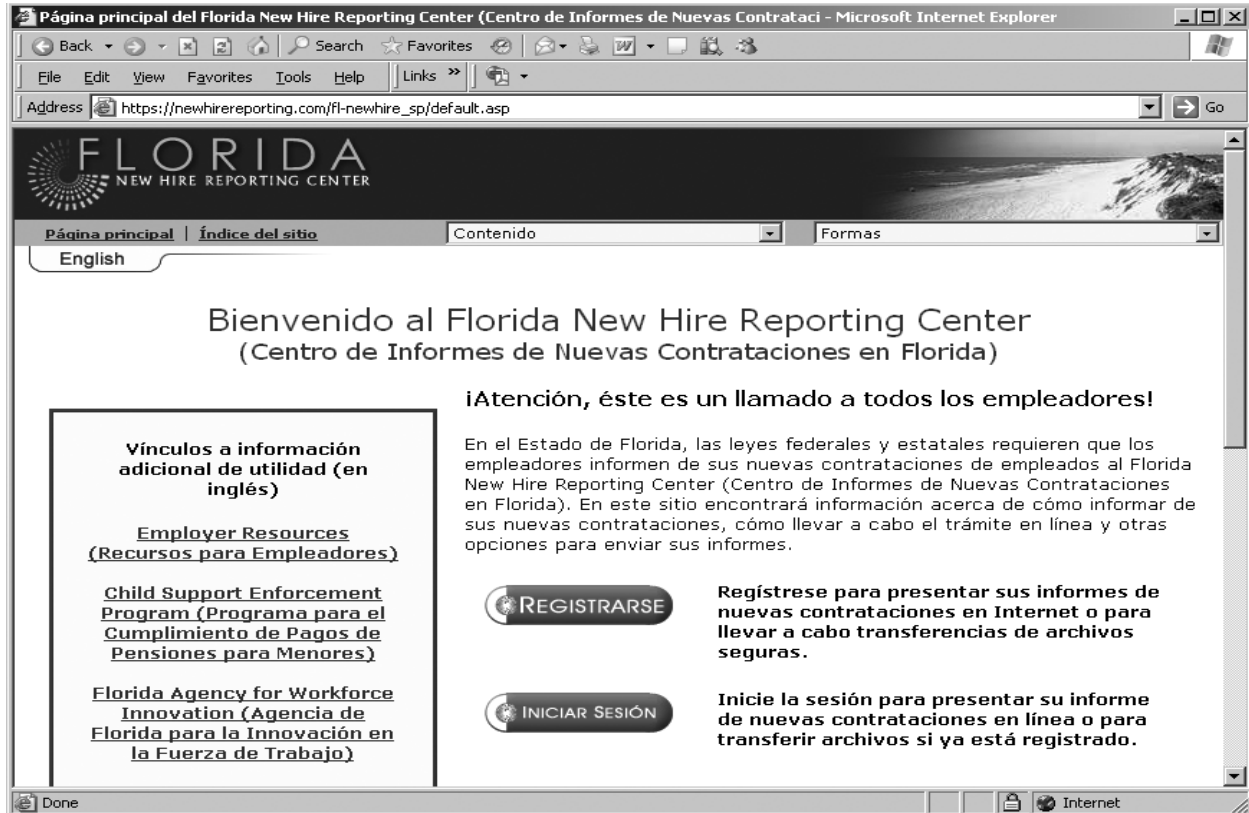 Página principal del Florida New Hire Reporting Center (Centro de Informes de Nuevas Contrataci - Microsoft Internet Explorer
Back Search Favorites
File Edit View Favorites Tools Help Links »
Address https://newhirereporting.com/fl-newhire_sp/default.asp Go
FLORIDA
NEW HIRE REPORTING CENTER
Página principal | Índice del sitio Contenido Formas
English
Bienvenido al Florida New Hire Reporting Center
(Centro de Informes de Nuevas Contrataciones en Florida)
Vínculos a información
adicional de utilidad (en
inglés)
Employer Resources
(Recursos para Empleadores)
Child Support Enforcement
Program (Programa para el
Cumplimiento de Pagos de
Pensiones para Menores)
Florida Agency for Workforce
Innovation (Agencia de
Florida para la Innovación en
la Fuerza de Trabajo)
¡Atención, éste es un llamado a todos los empleadores!
En el Estado de Florida, las leyes federales y estatales requieren que los
empleadores informen de sus nuevas contrataciones de empleados al Florida
New Hire Reporting Center (Centro de Informes de Nuevas Contrataciones
en Florida). En este sitio encontrará información acerca de cómo informar de
sus nuevas contrataciones, cómo llevar a cabo el trámite en línea y otras
opciones para enviar sus informes.
REGISTRARSE
Regístrese para presentar sus informes de
nuevas contrataciones en Internet o para
llevar a cabo transferencias de archivos
seguras.
INICIAR SESIÓN
Inicie la sesión para presentar su informe
de nuevas contrataciones en línea o para
transferir archivos si ya está registrado.
Done Internet